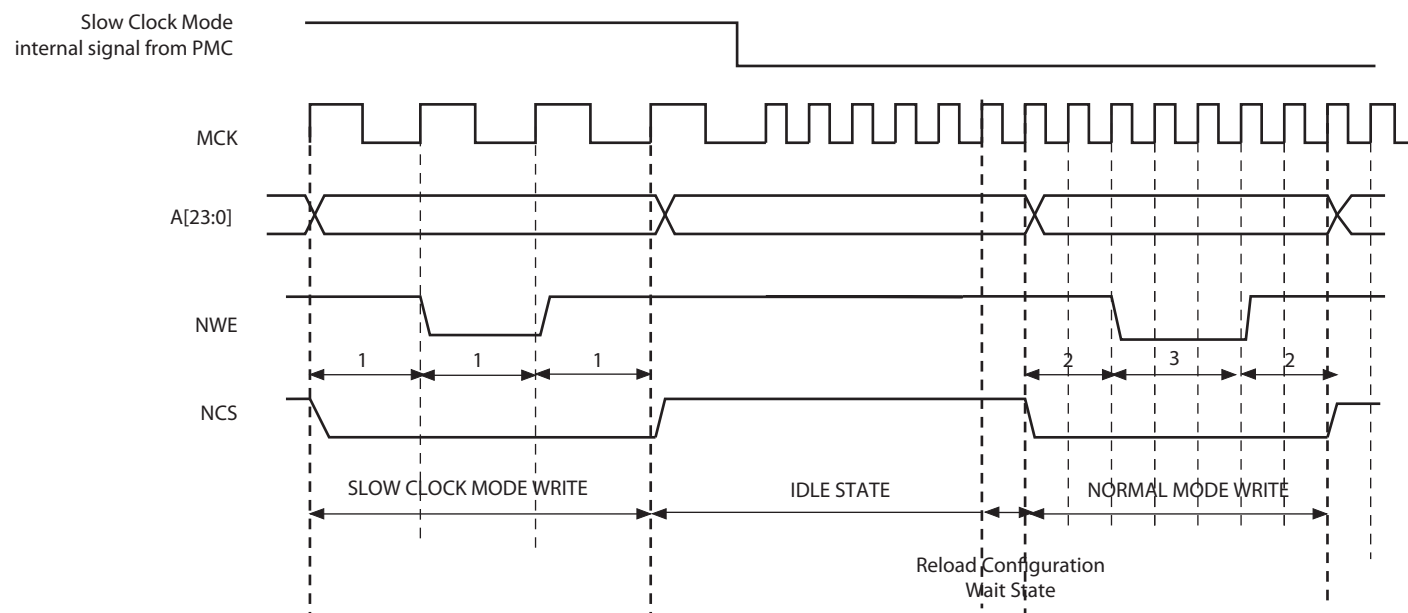 Slow Clock Mode
internal signal from PMC
MCK
A[23:0]
NWE
1 1 1 2 3 2
NCS
SLOW CLOCK MODE WRITE IDLE STATE NORMAL MODE WRITE
Reload Configuration
Wait State